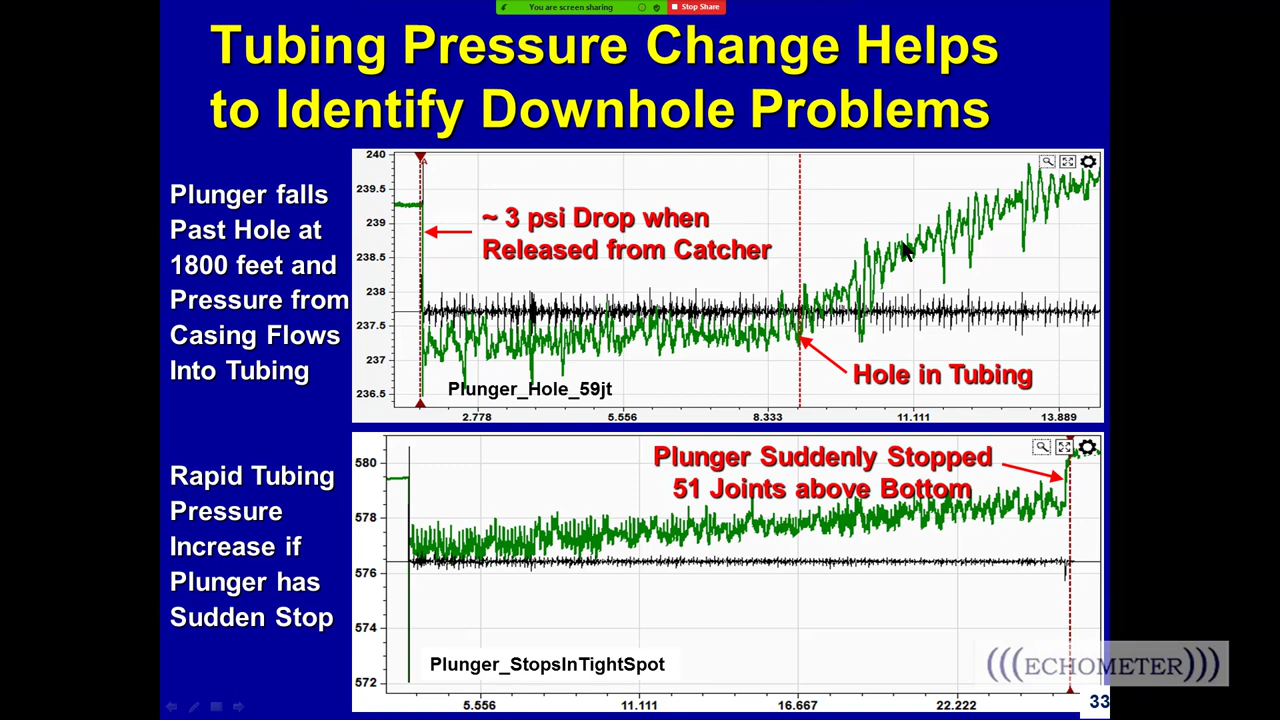 You are screen sharing
Stop Share
Tubing Pressure Change Helps
to Identify Downhole Problems
Plunger falls
Past Hole at
1800 feet and
Pressure from
Casing Flows
Into Tubing
240
239.5
239
238.5
238
237.5
237
236.5
A
~ 3 psi Drop when
Released from Catcher
Hole in Tubing
Plunger_Hole_59jt
2.778
5.556
8.333
11.111
13.889
Rapid Tubing
Pressure
Increase if
Plunger has
Sudden Stop
580
578
576
574
572
Plunger Suddenly Stopped
51 Joints above Bottom
Plunger_StopsInTightSpot
5.556
11.111
16.667
22.222
(((ECHOMETER)))
33